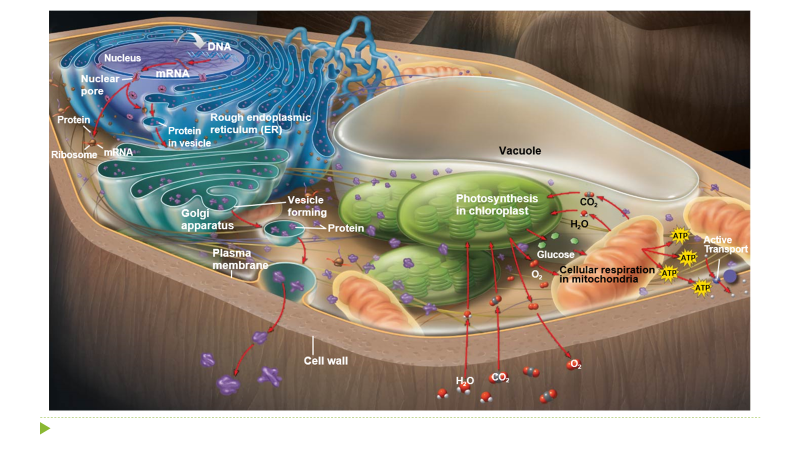 DNA
Nucleus
mRNA
Nuclear
pore
Protein
Rough endoplasmic
reticulum (ER)
Protein
in vesicle
Ribosome
mRNA
Vacuole
Vesicle
forming
Golgi
apparatus
Protein
Photosynthesis
in chloroplast
CO₂
H₂O
ATP
ATP
ATP
ATP
Active
Transport
Plasma
membrane
Glucose
O₂
Cellular respiration
in mitochondria
Cell wall
H₂O
CO₂
O₂